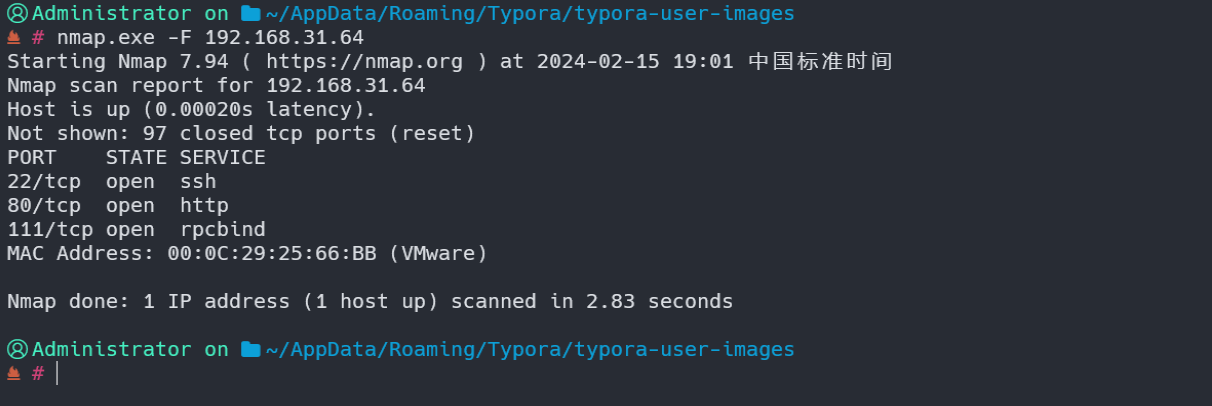 Administrator on ~/AppData/Roaming/Typora/typora-user-images
# nmap.exe -F 192.168.31.64
Starting Nmap 7.94 ( https://nmap.org ) at 2024-02-15 19:01 中国标准时间
Nmap scan report for 192.168.31.64
Host is up (0.00020s latency).
Not shown: 97 closed tcp ports (reset)
PORT    STATE SERVICE
22/tcp  open  ssh
80/tcp  open  http
111/tcp open  rpcbind
MAC Address: 00:0C:29:25:66:BB (VMware)
Nmap done: 1 IP address (1 host up) scanned in 2.83 seconds
Administrator on ~/AppData/Roaming/Typora/typora-user-images
#